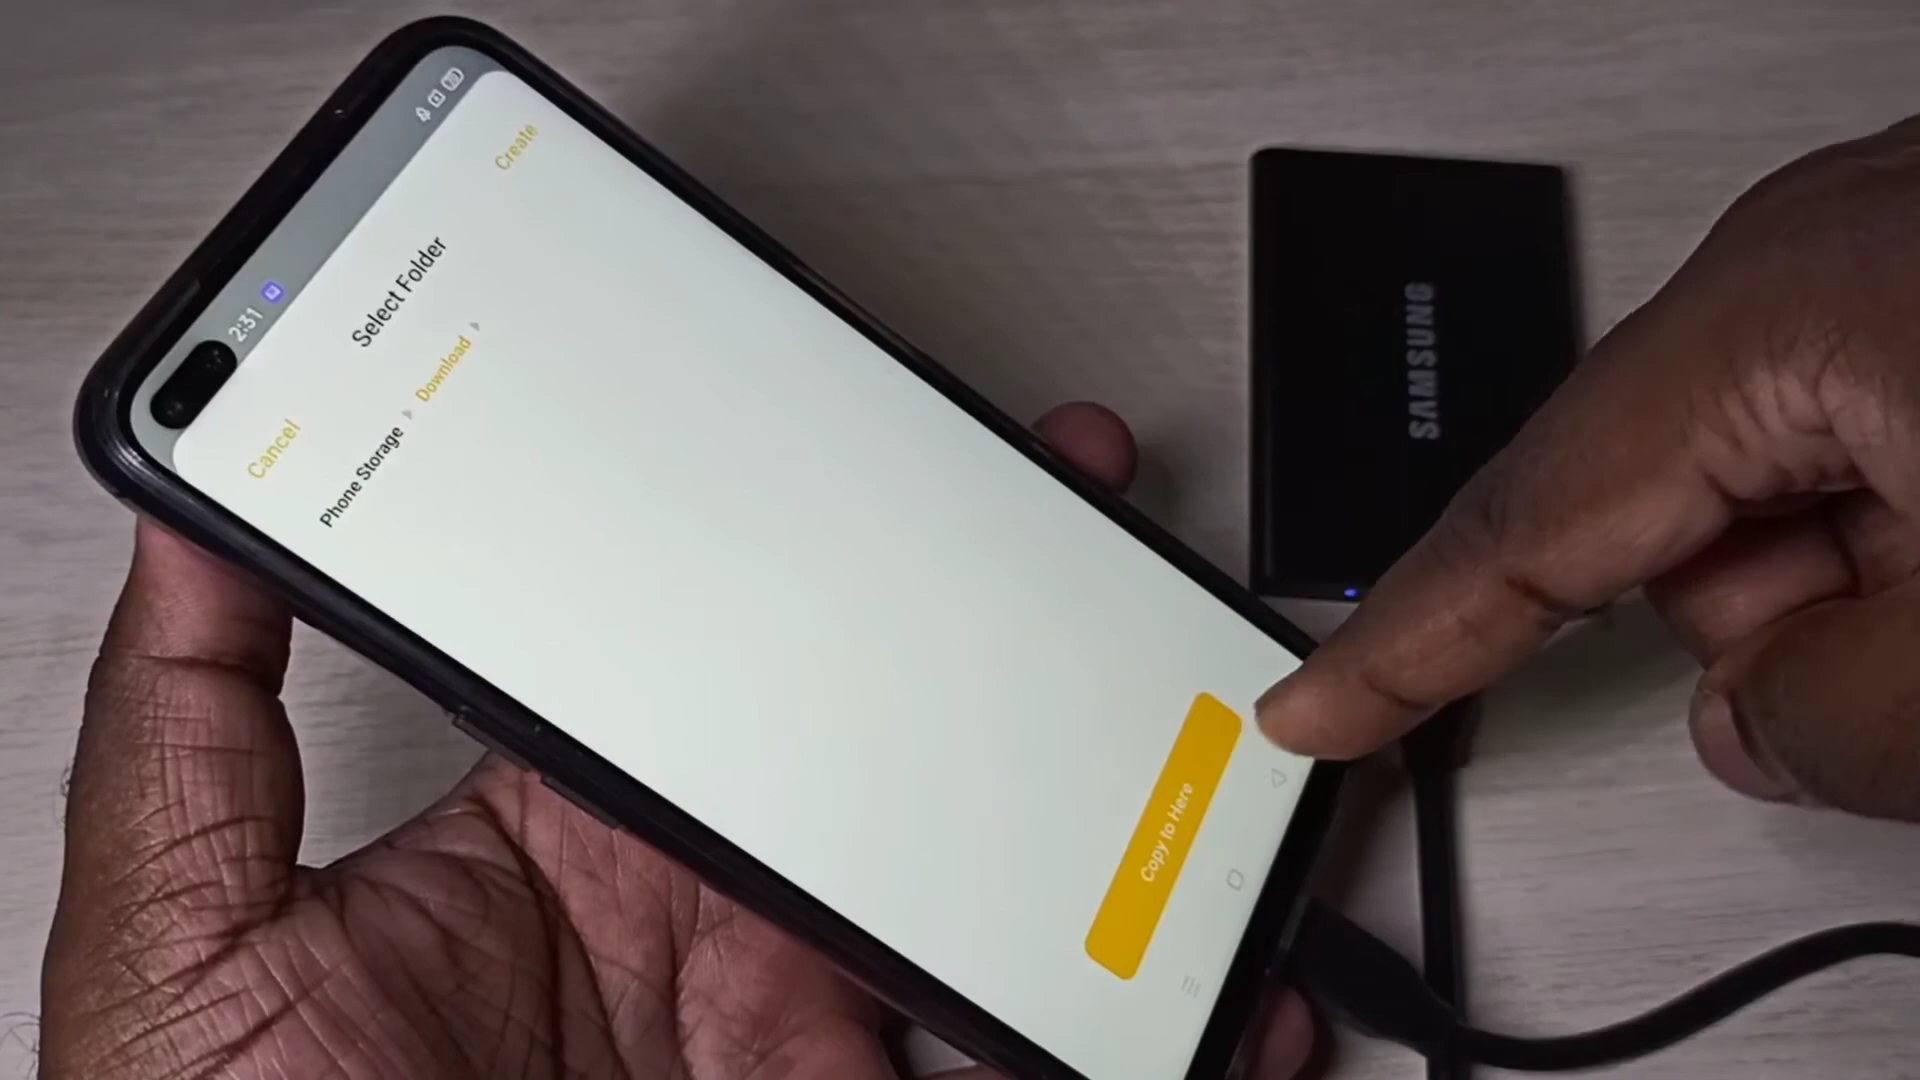 2:31
Cancel
Select Folder
Create
Phone Storage
Download
Copy to Here
SAMSUNG